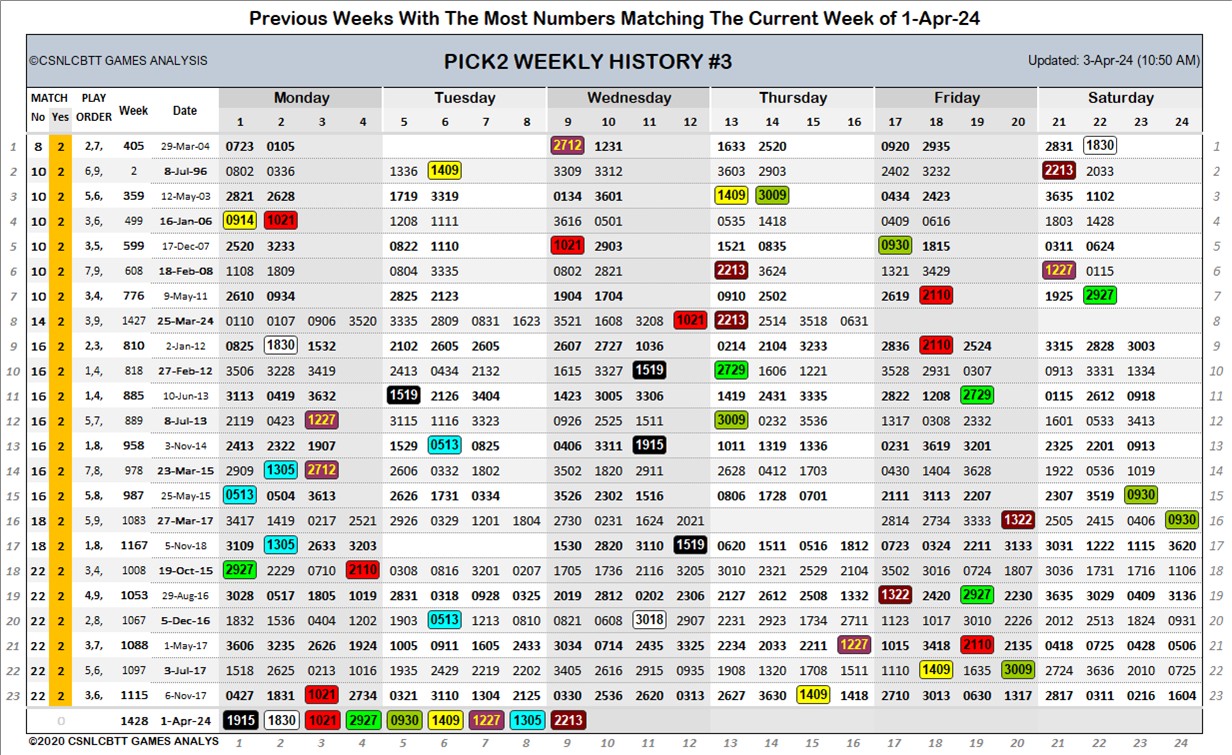 Previous Weeks With The Most Numbers Matching The Current Week of 1-Apr-24
©CSNLCBTT GAMES ANALYSIS PICK2 WEEKLY HISTORY #3 Updated: 3-Apr-24 (10:50 AM)
MATCH PLAY Week Date Monday Tuesday Wednesday Thursday Friday Saturday
No Yes ORDER 1 2 3 4 5 6 7 8 9 10 11 12 13 14 15 16 17 18 19 20 21 22 23 24
1 8 2 2,7, 405 29-Mar-04 0723 0105 2712 1231 1633 2520 0920 2935 2831 1830 1
2 10 2 6,9, 2 8-Jul-96 0802 0336 1336 1409 3309 3312 3603 2903 2402 3232 2213 2033 2
3 10 2 5,6, 359 12-May-03 2821 2628 1719 3319 0134 3601 1409 3009 0434 2423 3635 1102 3
4 10 2 3,6, 499 16-Jan-06 0914 1021 1208 1111 3616 0501 0535 1418 0409 0616 1803 1428 4
5 10 2 3,5, 599 17-Dec-07 2520 3233 0822 1110 1021 2903 1521 0835 0930 1815 0311 0624 5
6 10 2 7,9, 608 18-Feb-08 1108 1809 0804 3335 0802 2821 2213 3624 1321 3429 1227 0115 6
7 10 2 3,4, 776 9-May-11 2610 0934 2825 2123 1904 1704 0910 2502 2619 2110 1925 2927 7
8 14 2 3,9, 1427 25-Mar-24 0110 0107 0906 3520 3335 2809 0831 1623 3521 1608 3208 1021 2213 2514 3518 0631 8
9 16 2 2,3, 810 2-Jan-12 0825 1830 1532 2102 2605 2605 2607 2727 1036 0214 2104 3233 2836 2110 2524 3315 2828 3003 9
10 16 2 1,4, 818 27-Feb-12 3506 3228 3419 2413 0434 2132 1615 3327 1519 2729 1606 1221 3528 2931 0307 0913 3331 1334 10
11 16 2 1,4, 885 10-Jun-13 3113 0419 3632 1519 2126 3404 1423 3005 3306 1419 2431 3335 2822 1208 2729 0115 2612 0918 11
12 16 2 5,7, 889 8-Jul-13 2119 0423 1227 3115 1116 3323 0926 2525 1511 3009 0232 3536 1317 0308 2332 1601 0533 3413 12
13 16 2 1,8, 958 3-Nov-14 2413 2322 1907 1529 0513 0825 0406 3311 1915 1011 1319 1336 0231 3619 3201 2325 2201 0913 13
14 16 2 7,8, 978 23-Mar-15 2909 1305 2712 2606 0332 1802 3502 1820 2911 2628 0412 1703 0430 1404 3628 1922 0536 1019 14
15 16 2 5,8, 987 25-May-15 0513 0504 3613 2626 1731 0334 3526 2302 1516 0806 1728 0701 2111 3113 2207 2307 3519 0930 15
16 18 2 5,9, 1083 27-Mar-17 3417 1419 0217 2521 2926 0329 1201 1804 2730 0231 1624 2021 2814 2734 3333 1322 2505 2415 0406 0930 16
17 18 2 1,8, 1167 5-Nov-18 3109 1305 2633 3203 1530 2820 3110 1519 0620 1511 0516 1812 0723 0324 2211 3133 3031 1222 1115 3620 17
18 22 2 3,4, 1008 19-Oct-15 2927 2229 0710 2110 0308 0816 3201 0207 1705 1736 2116 3205 3010 2321 3529 2104 3502 3016 0724 1807 3036 1731 1716 1106 18
19 22 2 4,9, 1053 29-Aug-16 3028 0517 1805 1019 2831 0318 0928 0325 2019 2812 0202 2306 2127 2612 2508 1332 1322 2420 2927 2230 3635 3029 0409 3136 19
20 22 2 2,8, 1067 5-Dec-16 1832 1536 0404 1202 1903 0513 1213 0810 0821 0608 3018 2907 2231 2923 1734 2711 1123 1017 3010 2226 2012 2513 1824 0931 20
21 22 2 3,7, 1088 1-May-17 3606 3235 2626 1924 1005 0911 1605 2433 3034 0714 2435 3325 2234 2033 2211 1227 1015 3418 2110 2135 0418 0725 0428 0506 21
22 22 2 5,6, 1097 3-Jul-17 1518 2625 0213 1016 1935 2429 2219 2202 3405 2616 2915 0935 1908 1320 1708 1511 1110 1409 1635 3009 2724 3636 2010 0725 22
23 22 2 3,6, 1115 6-Nov-17 0427 1831 1021 2734 0321 3110 1304 2125 0330 2536 2620 0313 2627 3630 1409 1418 2710 3013 0630 1317 2817 0311 0216 1604 23
0 1428 1-Apr-24 1915 1830 1021 2927 0930 1409 1227 1305 2213
©2020 CSNLCBTT GAMES ANALYS 1 2 3 4 5 6 7 8 9 10 11 12 13 14 15 16 17 18 19 20 21 22 23 24